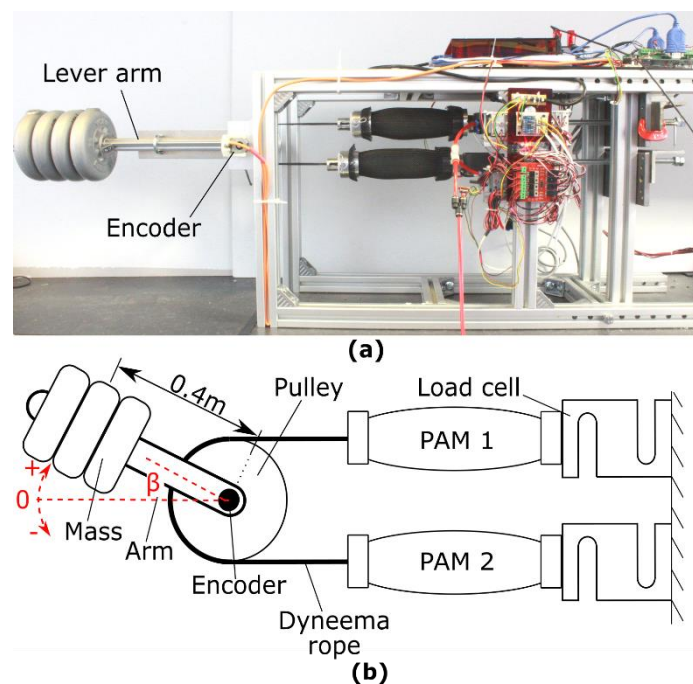 Lever arm
Encoder
(a)
0.4m
Pulley
Load cell
PAM 1
+
0
-
β
Mass
Arm
Encoder
PAM 2
Dyneema
rope
(b)